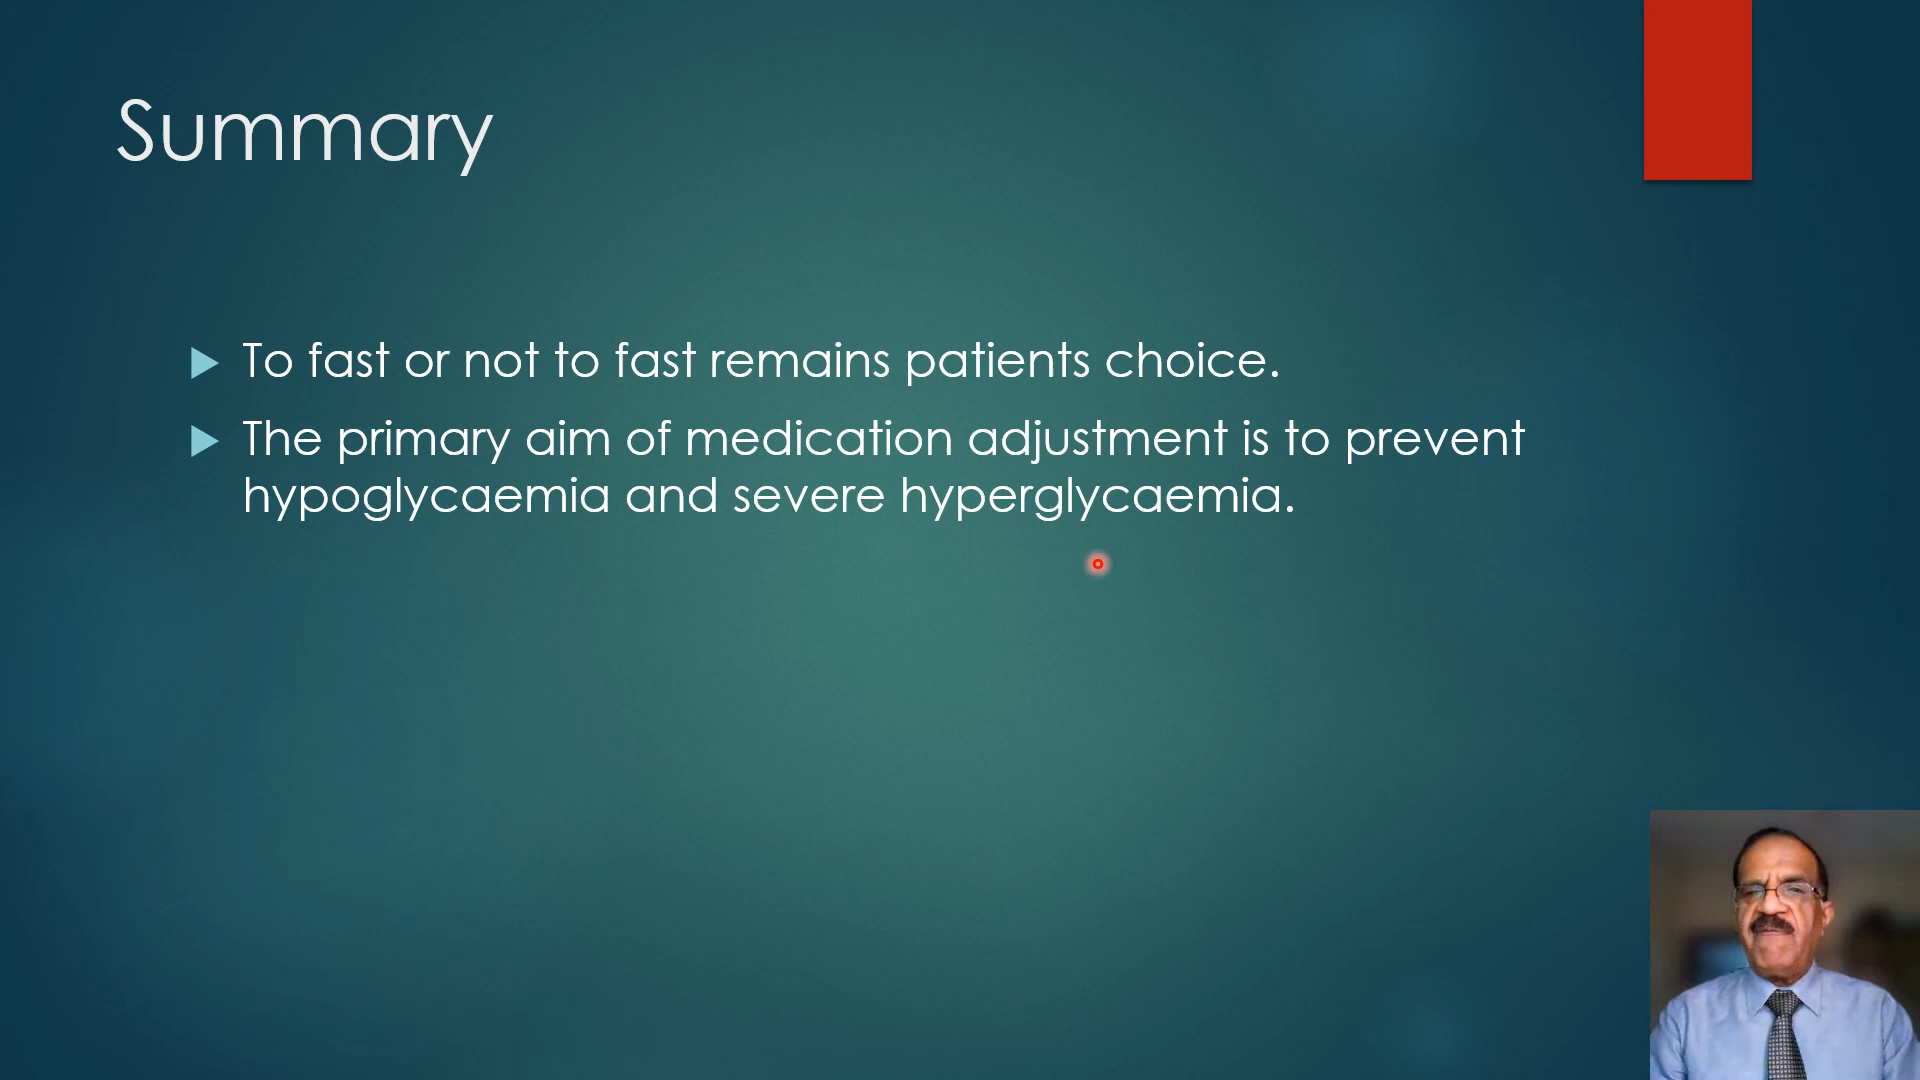 Summary
To fast or not to fast remains patients choice.
The primary aim of medication adjustment is to prevent
hypoglycaemia and severe hyperglycaemia.